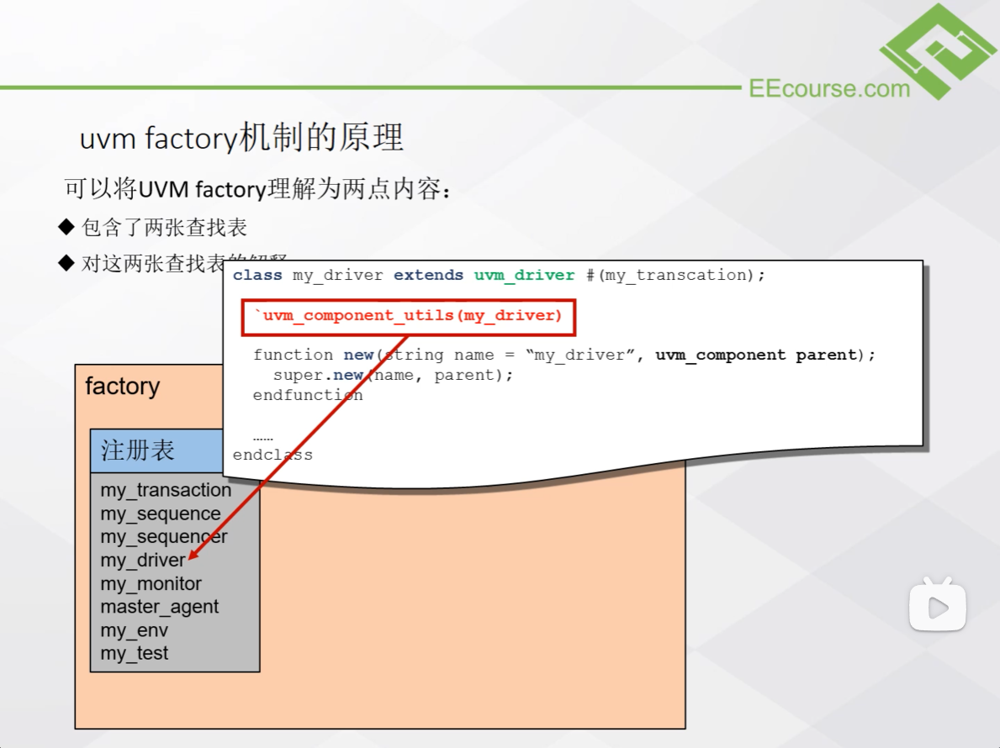 EEcourse.com
uvm factory机制的原理
可以将UVM factory理解为两点内容：
◆ 包含了两张查找表
◆ 对这两张查找表的解释
class my_driver extends uvm_driver #(my_transcation);
`uvm_component_utils(my_driver)
function new(string name = “my_driver”, uvm_component parent);
super.new(name, parent);
endfunction
……
endclass
factory
注册表
my_transaction
my_sequence
my_sequencer
my_driver
my_monitor
master_agent
my_env
my_test